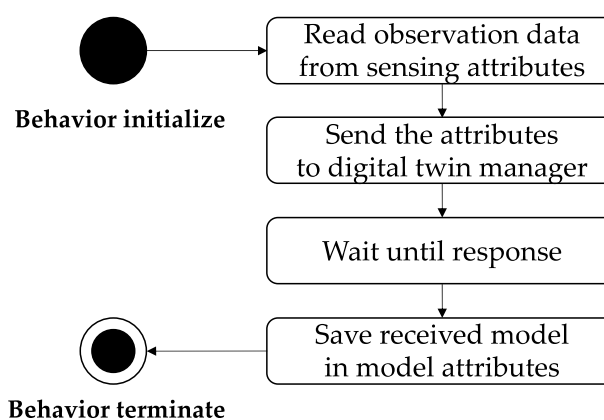 Read observation data
from sensing attributes
Behavior initialize
Send the attributes
to digital twin manager
Wait until response
Save received model
in model attributes
Behavior terminate